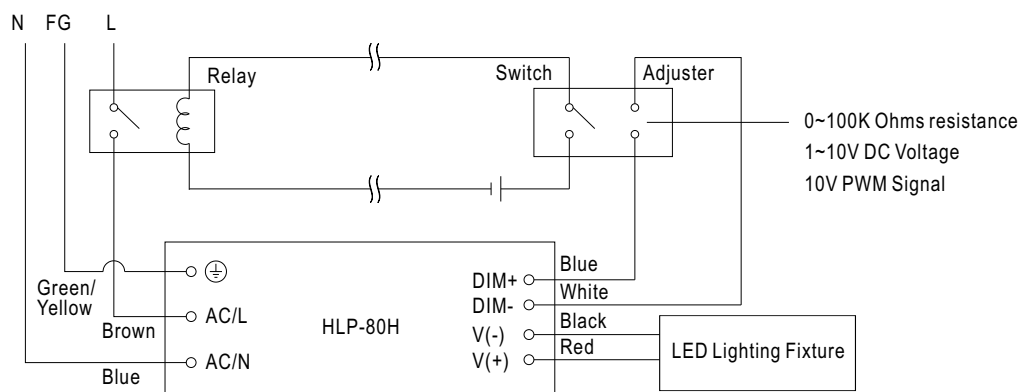 N FG L
Relay
Switch
Adjuster
0~100K Ohms resistance
1~10V DC Voltage
10V PWM Signal
Green/
Yellow
Brown
Blue
AC/L
AC/N
HLP-80H
DIM+
DIM-
V(-)
V(+)
Blue
White
Black
Red
LED Lighting Fixture